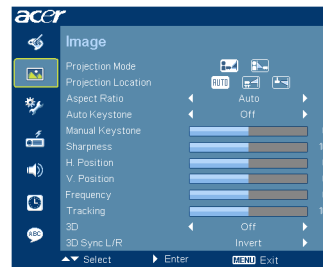 acer
Image
Projection Mode
Projection Location AUTO
Aspect Ratio Auto
Auto Keystone Off
Manual Keystone
Sharpness
H. Position
V. Position
Frequency
Tracking
3D Off
3D Sync L/R Invert
ABC
Select Enter MENU Exit